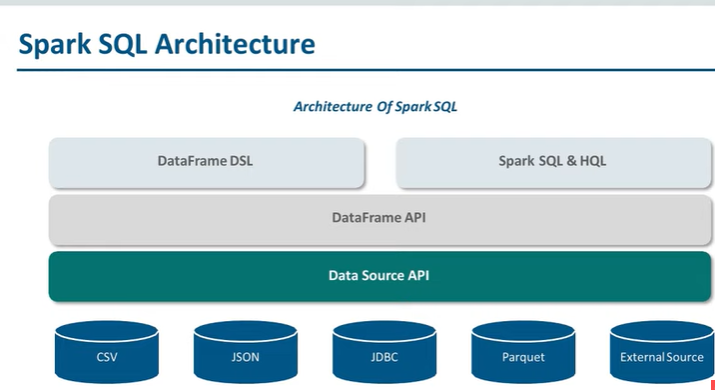 Spark SQL Architecture
Architecture Of Spark SQL
DataFrame DSL
Spark SQL & HQL
DataFrame API
Data Source API
CSV
JSON
JDBC
Parquet
External Source